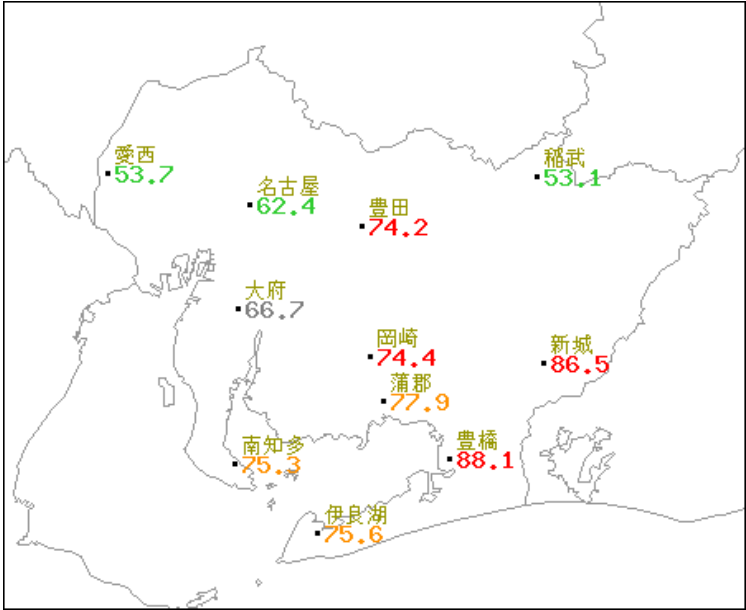 愛西
53.7
稲武
53.1
名古屋
62.4
豊田
74.2
大府
66.7
岡崎
74.4
新城
86.5
蒲郡
77.9
南知多
75.3
豊橋
88.1
伊良湖
75.6